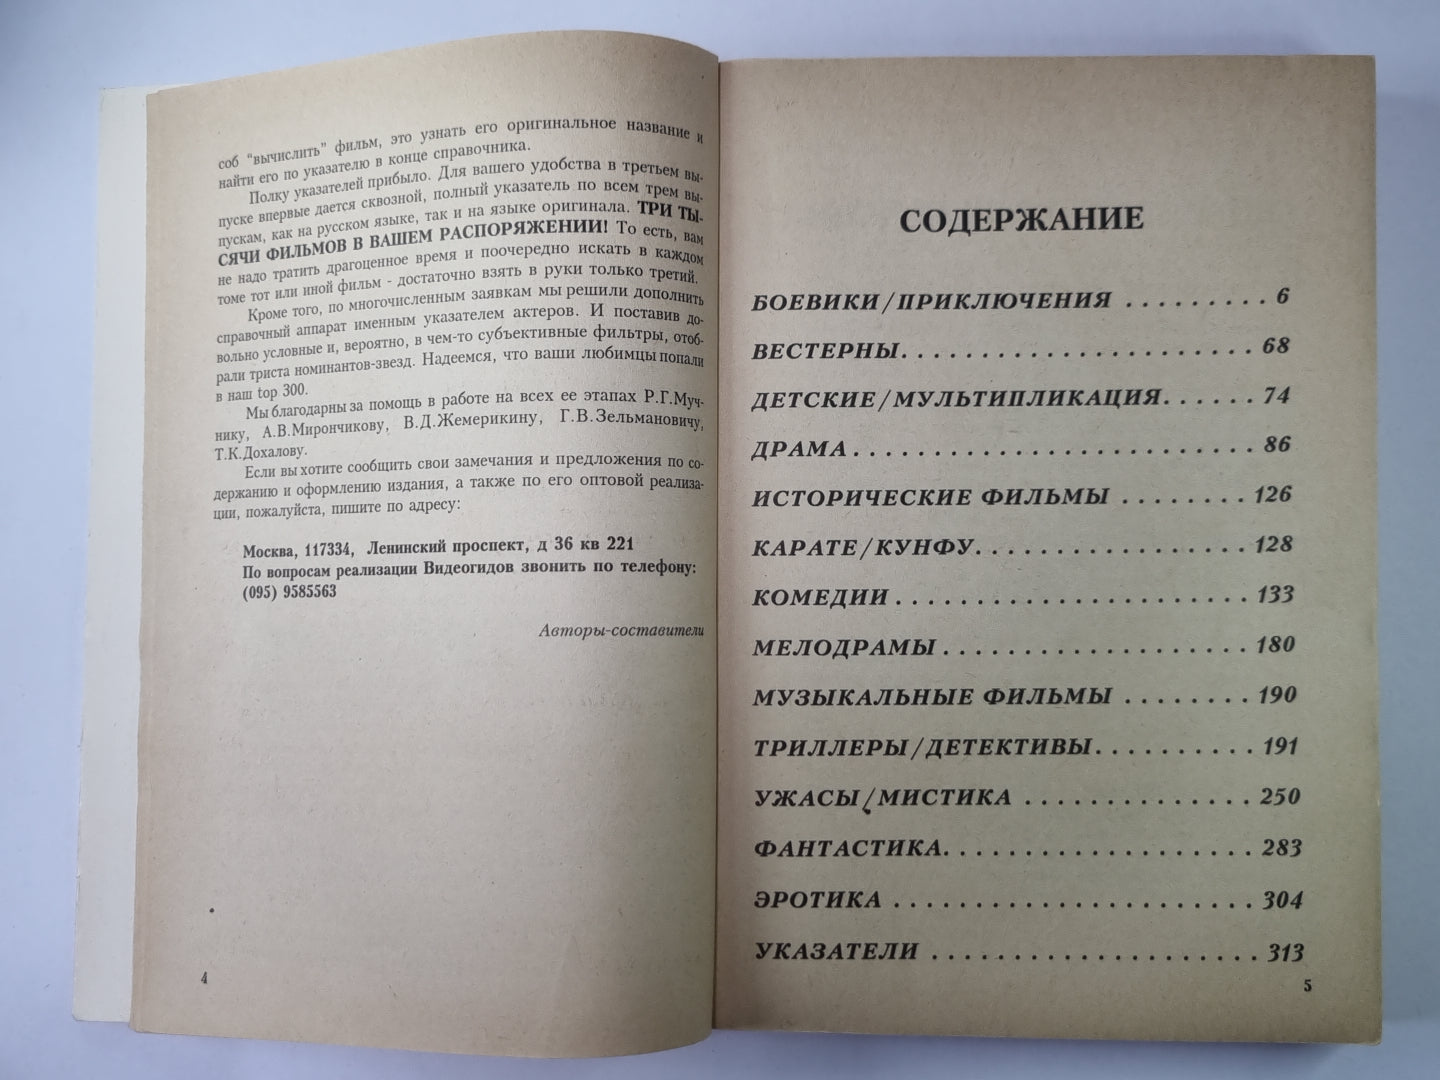 соб "вычислить" фильм, это узнать его оригинальное название и
найти его по указателю в конце справочника.
Полку указателей прибыло. Для вашего удобства в третьем вы-
пуске впервые дается сквозной, полный указатель по всем трем вы-
пускам, как на русском языке, так и на языке оригинала. ТРИ ТЫ-
СЯЧИ ФИЛЬМОВ В ВАШЕМ РАСПОРЯЖЕНИИ! То есть, вам
не надо тратить драгоценное время и поочередно искать в каждом
томе тот или иной фильм - достаточно взять в руки только третий.
Кроме того, по многочисленным заявкам мы решили дополнить
справочный аппарат именным указателем актеров. И поставив до-
вольно условные и, вероятно, в чем-то субъективные фильтры, отоб-
рали триста номинантов-звезд. Надеемся, что ваши любимцы попали
в наш top 300.
Мы благодарны за помощь в работе на всех ее этапах Р.Г.Муч-
нику, А.В.Мирончикову, В.Д.Жемерикину, Г.В.Зельмановичу,
Т.К.Дохалову.
Если вы хотите сообщить свои замечания и предложения по со-
держанию и оформлению издания, а также по его оптовой реализа-
ции, пожалуйста, пишите по адресу:
Москва, 117334, Ленинский проспект, д 36 кв 221
По вопросам реализации Видеогидов звонить по телефону:
(095) 9585563
Авторы-составители
4
СОДЕРЖАНИЕ
БОЕВИКИ/ПРИКЛЮЧЕНИЯ . . . . . . . . . 6
ВЕСТЕРНЫ. . . . . . . . . . . . . . . . . . . . . . 68
ДЕТСКИЕ/МУЛЬТИПЛИКАЦИЯ. . . . . . 74
ДРАМА . . . . . . . . . . . . . . . . . . . . . . . . . 86
ИСТОРИЧЕСКИЕ ФИЛЬМЫ . . . . . . . . 126
КАРАТЕ/КУНФУ. . . . . . . . . . . . . . . . . 128
КОМЕДИИ . . . . . . . . . . . . . . . . . . . . . . 133
МЕЛОДРАМЫ . . . . . . . . . . . . . . . . . . . 180
МУЗЫКАЛЬНЫЕ ФИЛЬМЫ . . . . . . . . 190
ТРИЛЛЕРЫ/ДЕТЕКТИВЫ. . . . . . . . . . 191
УЖАСЫ/МИСТИКА . . . . . . . . . . . . . . 250
ФАНТАСТИКА. . . . . . . . . . . . . . . . . . . 283
ЭРОТИКА . . . . . . . . . . . . . . . . . . . . . . 304
УКАЗАТЕЛИ . . . . . . . . . . . . . . . . . . . . 313
5